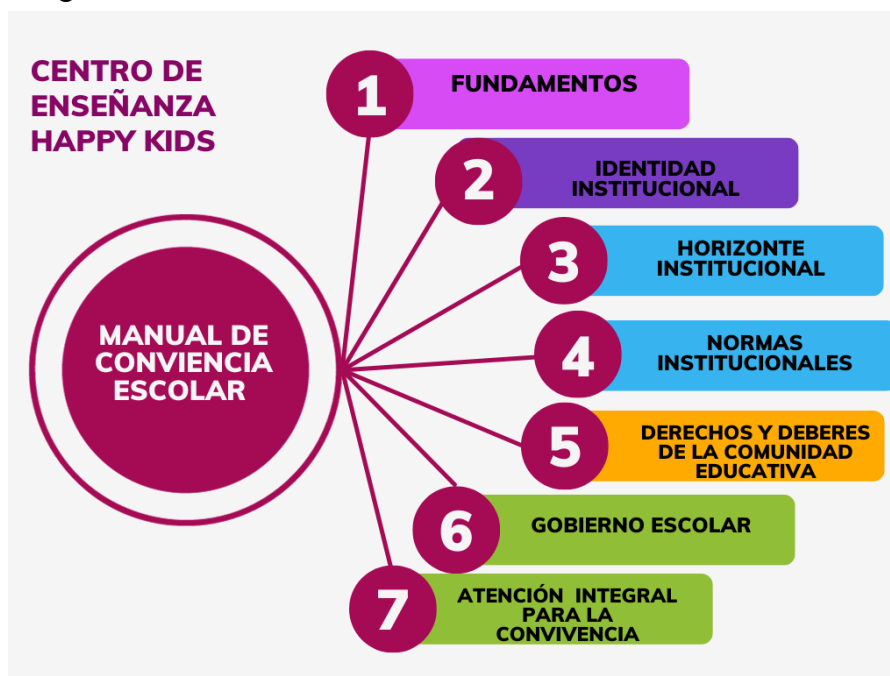 CENTRO DE
ENSEÑANZA
HAPPY KIDS
MANUAL DE
CONVIENCIA
ESCOLAR
1
FUNDAMENTOS
2
IDENTIDAD
INSTITUCIONAL
3
HORIZONTE
INSTITUCIONAL
4
NORMAS
INSTITUCIONALES
5
DERECHOS Y DEBERES
DE LA COMUNIDAD
EDUCATIVA
6
GOBIERNO ESCOLAR
7
ATENCIÓN INTEGRAL
PARA LA
CONVIVENCIA